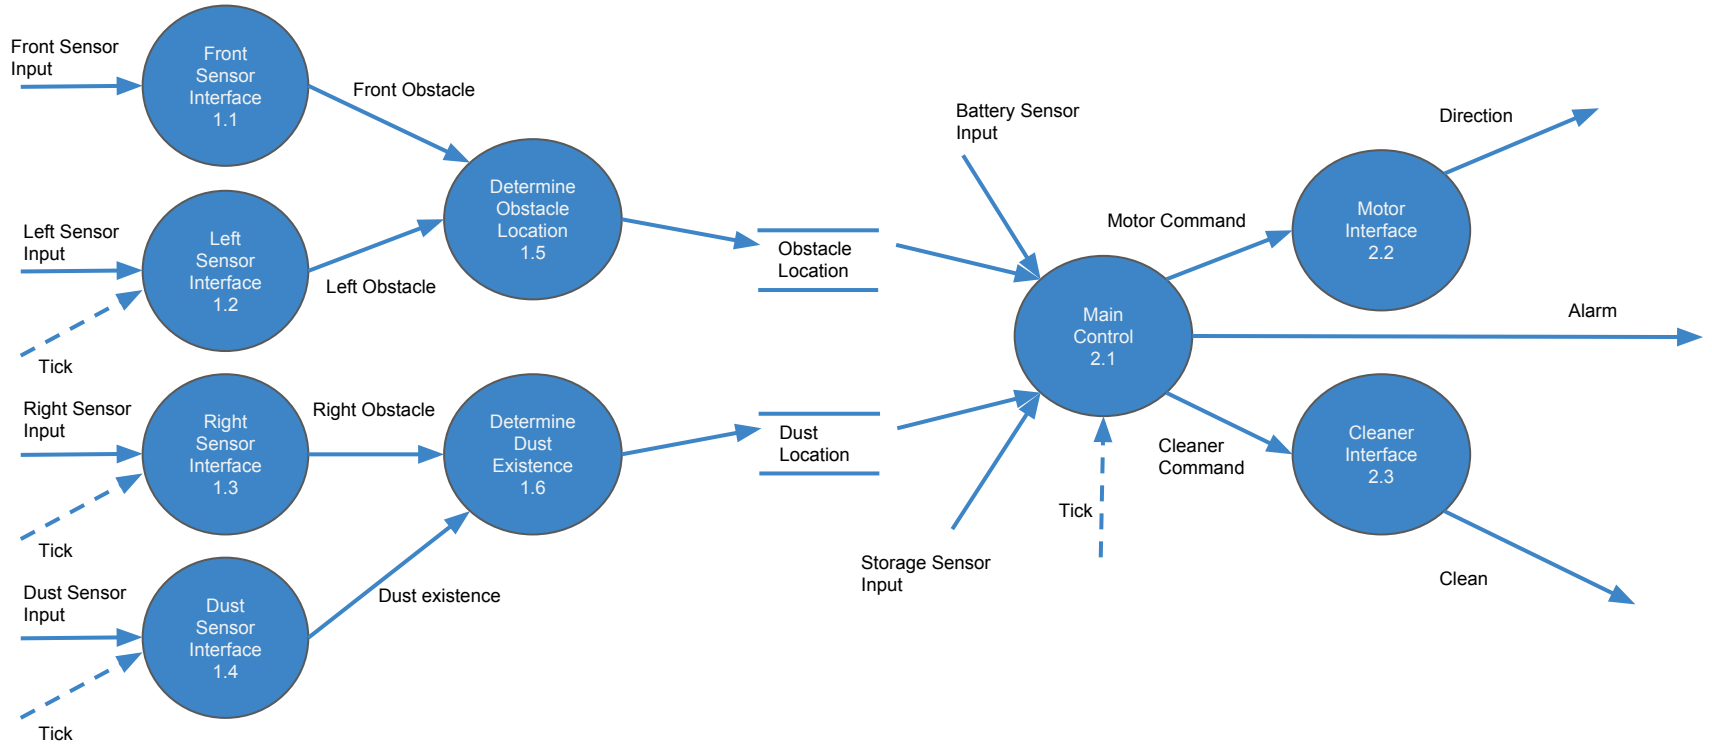 Front Sensor
Input
Front
Sensor
Interface
1.1
Front Obstacle
Left Sensor
Input
Tick
Left
Sensor
Interface
1.2
Left Obstacle
Determine
Obstacle
Location
1.5
Right Sensor
Input
Tick
Right
Sensor
Interface
1.3
Right Obstacle
Determine
Dust
Existence
1.6
Dust Sensor
Input
Tick
Dust
Sensor
Interface
1.4
Dust existence
Obstacle
Location
Dust
Location
Battery Sensor
Input
Storage Sensor
Input
Tick
Main
Control
2.1
Motor Command
Motor
Interface
2.2
Direction
Alarm
Cleaner
Command
Cleaner
Interface
2.3
Clean